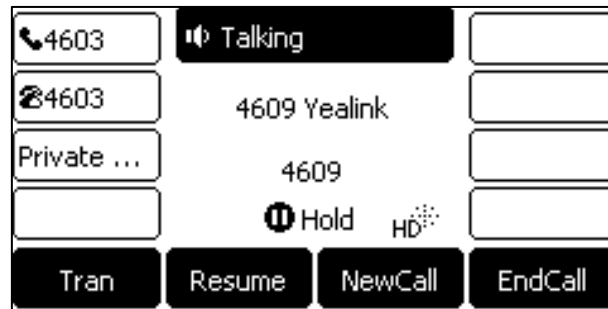 4603
Talking
4603
4609 Yealink
Private ...
4609
Hold HD
Tran Resume NewCall EndCall